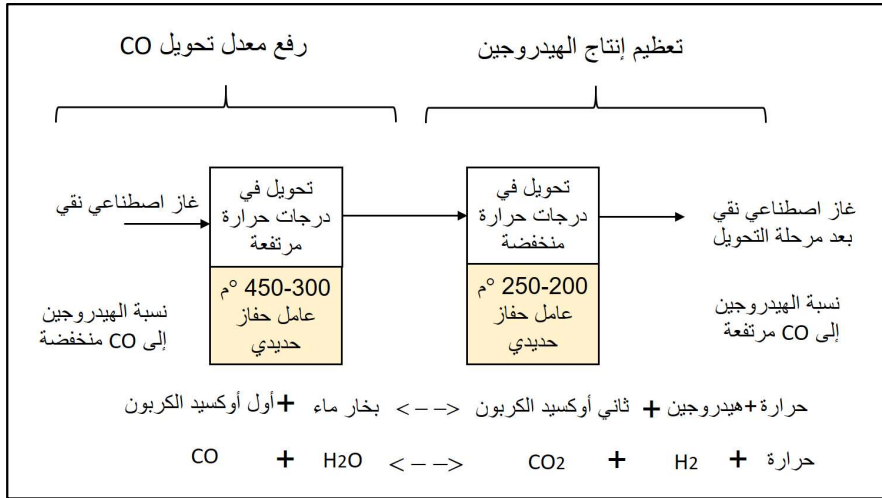 رفع معدل تحويل CO
تعظيم إنتاج الهيدروجين
غاز اصطناعي نقي
تحويل في
درجات حرارة
مرتفعة
300-450 °م
عامل حفاز
حديدي
تحويل في
درجات حرارة
منخفضة
200-250 °م
عامل حفاز
حديدي
غاز اصطناعي نقي
بعد مرحلة التحويل
نسبة الهيدروجين
إلى CO منخفضة
نسبة الهيدروجين
إلى CO مرتفعة
أول أوكسيد الكربون + بخار ماء <--> ثاني أوكسيد الكربون + هيدروجين+ حرارة
CO + H2O <--> CO2 + H2 + حرارة